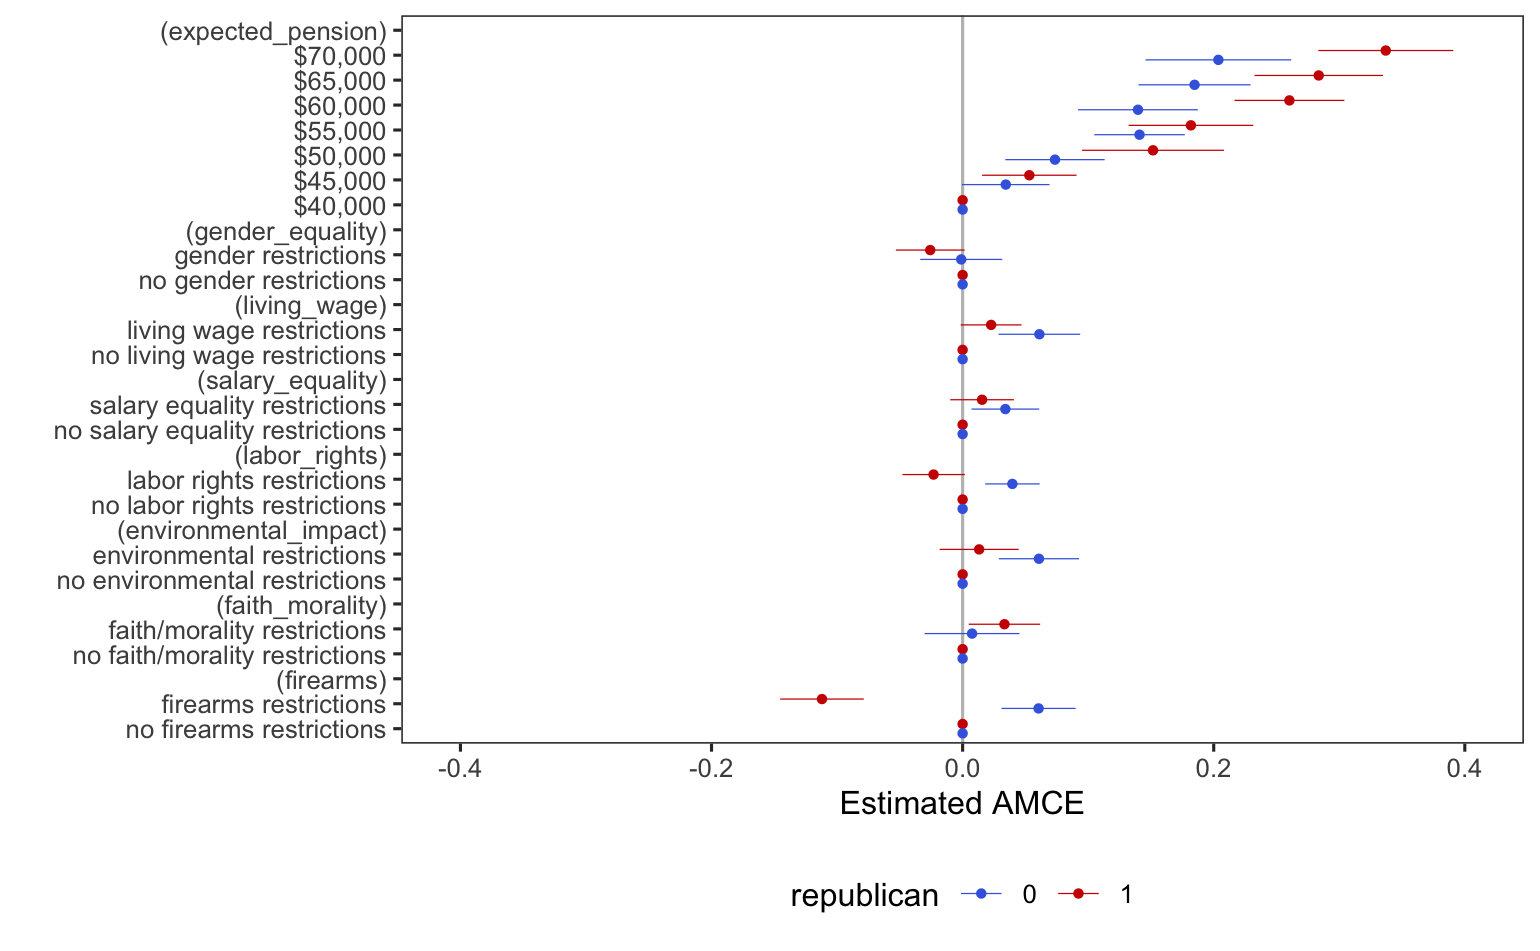 (expected_pension)
$70,000
$65,000
$60,000
$55,000
$50,000
$45,000
$40,000
(gender_equality)
gender restrictions
no gender restrictions
(living_wage)
living wage restrictions
no living wage restrictions
(salary_equality)
salary equality restrictions
no salary equality restrictions
(labor_rights)
labor rights restrictions
no labor rights restrictions
(environmental_impact)
environmental restrictions
no environmental restrictions
(faith_morality)
faith/morality restrictions
no faith/morality restrictions
(firearms)
firearms restrictions
no firearms restrictions
-0.4 -0.2 0.0 0.2 0.4
Estimated AMCE
republican 0 1